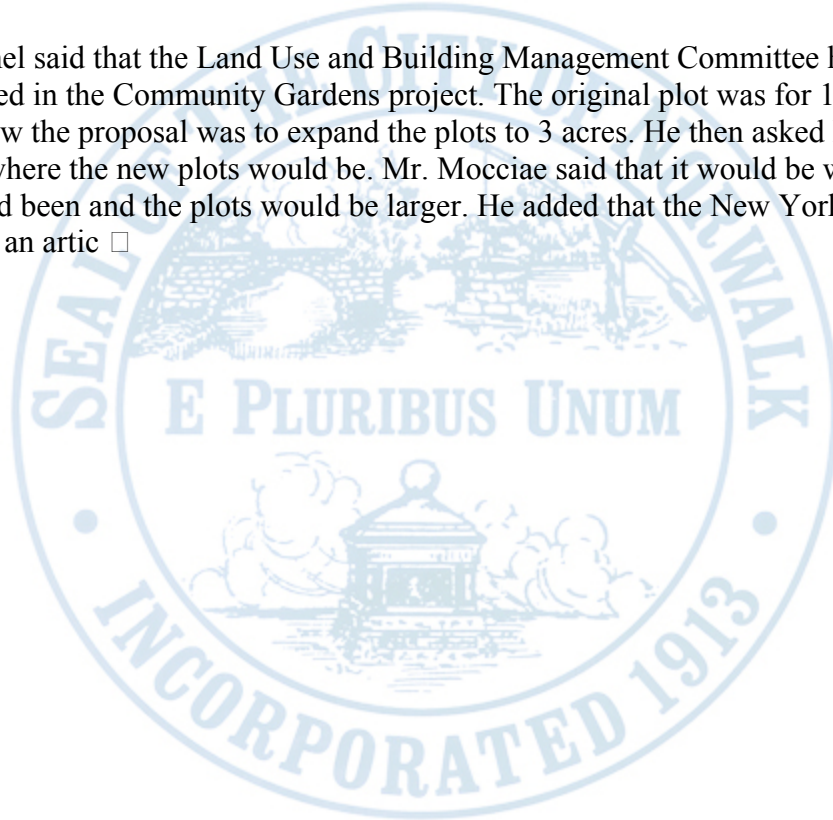 nel said that the Land Use and Building Management Committee h
ed in the Community Gardens project. The original plot was for 1
w the proposal was to expand the plots to 3 acres. He then asked
where the new plots would be. Mr. Mocciae said that it would be w
d been and the plots would be larger. He added that the New York
an artic □
SEAL OF THE CITY OF NORWALK
E PLURIBUS UNUM
• INCORPORATED 1913 •